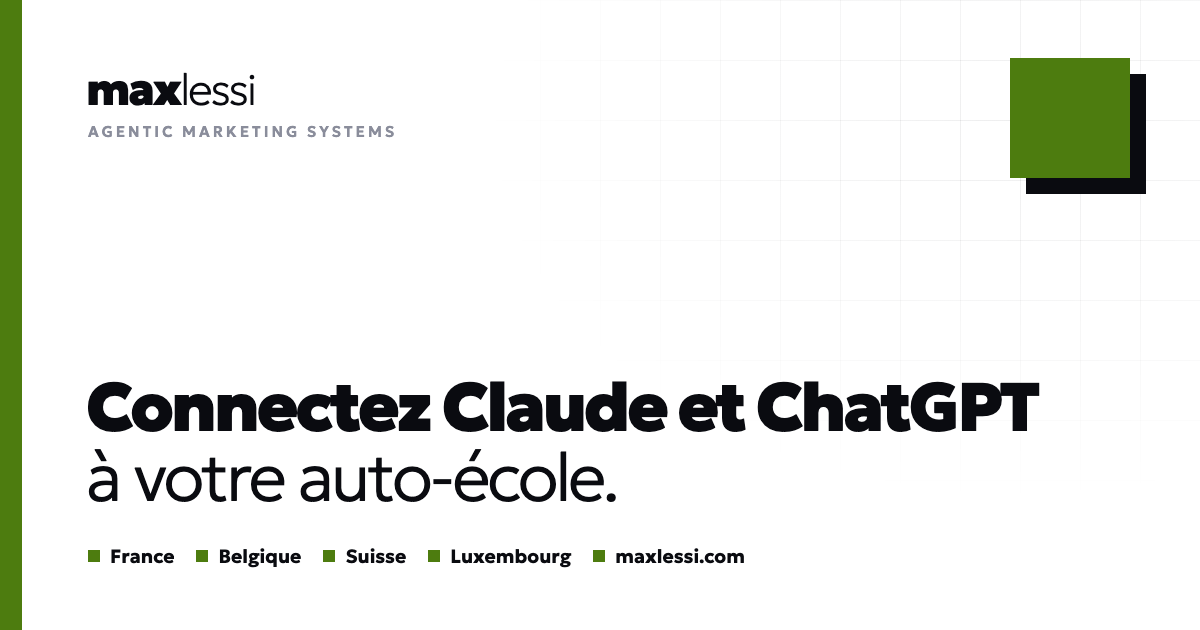 maxlessi
AGENTIC MARKETING SYSTEMS
Connectez Claude et ChatGPT
à votre auto-école.
France Belgique Suisse Luxembourg maxlessi.com